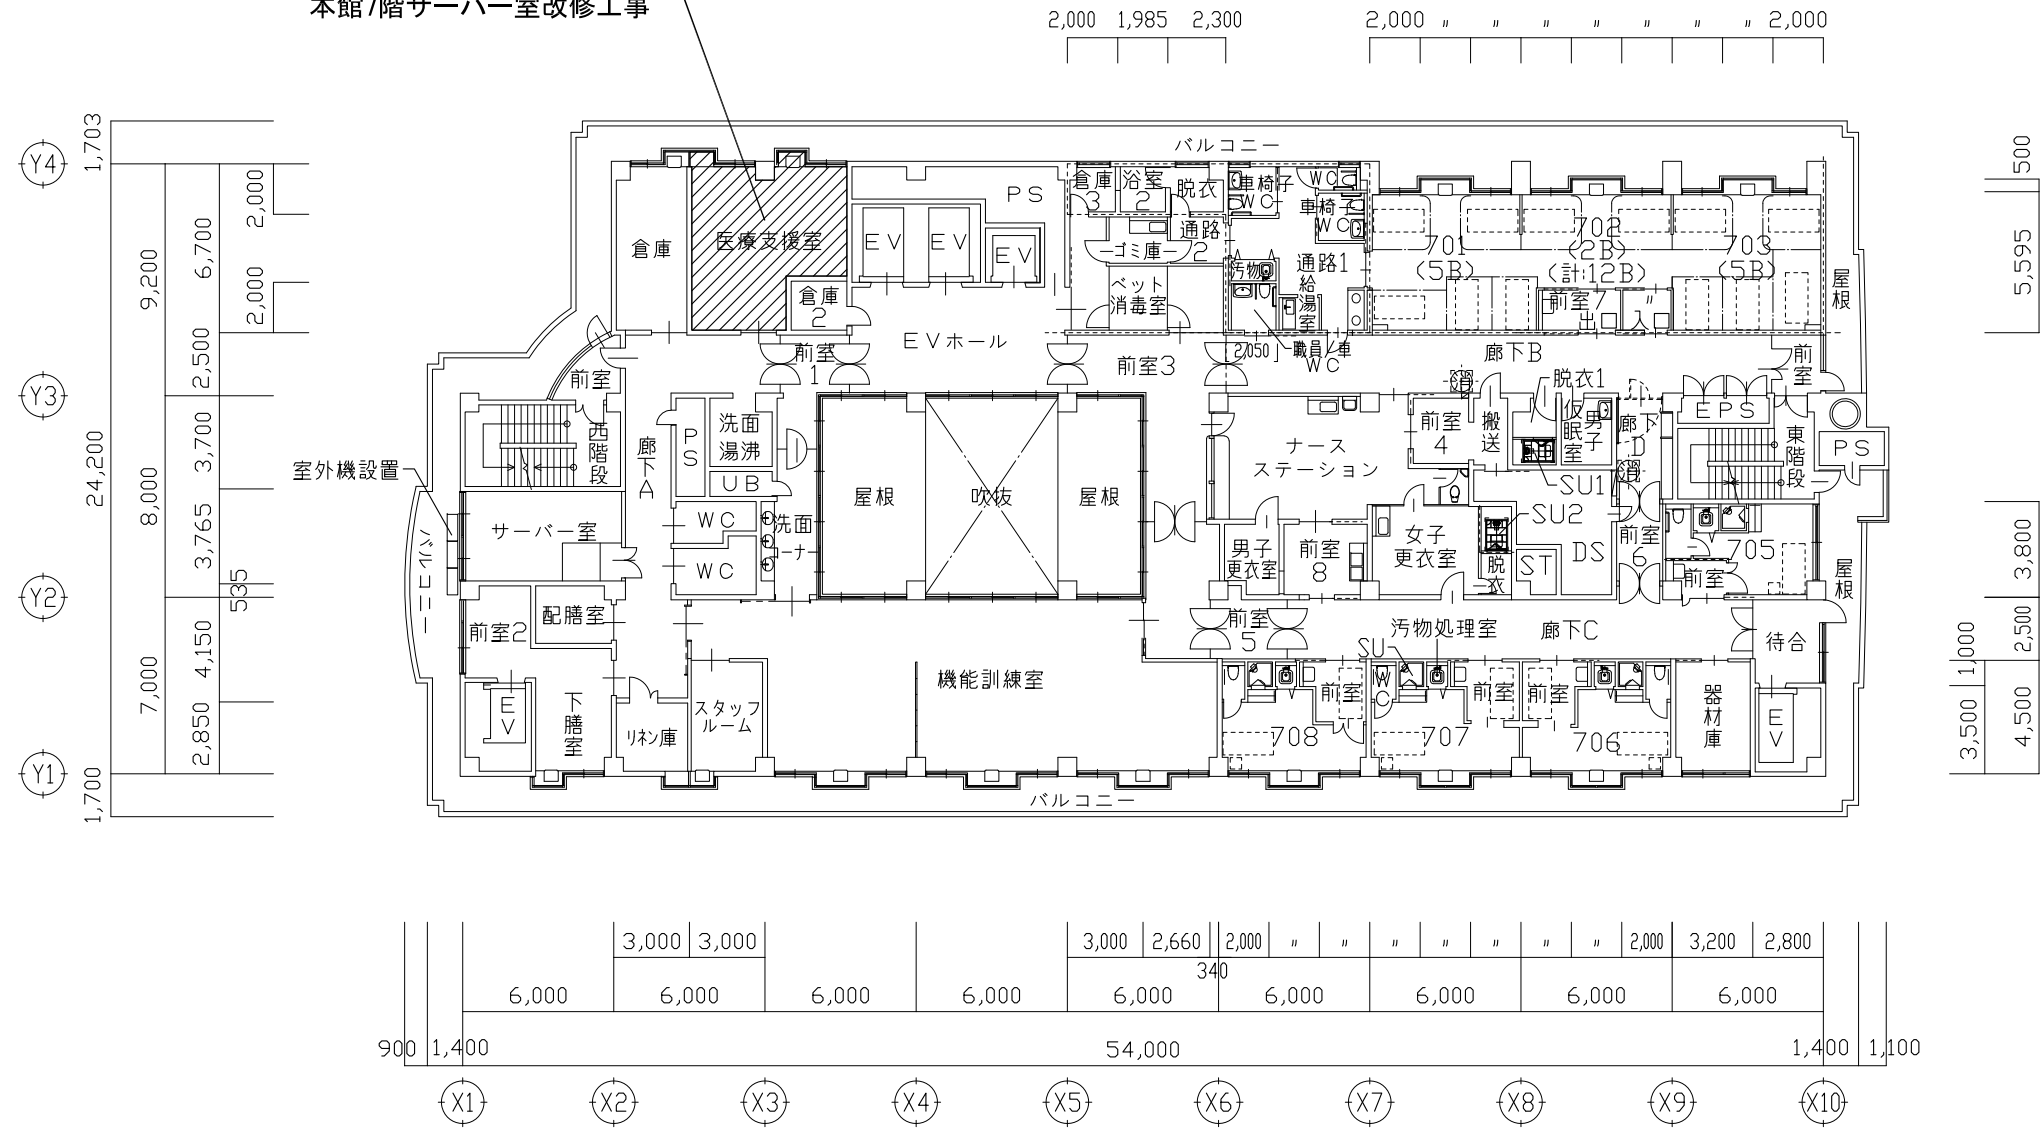 本館7階サーバー室改修工事
2,000 1,985 2,300
2,000 〃 〃 〃 〃 〃 〃 〃 2,000
Y4
Y3
Y2
Y1
1,703
24,200
1,700
9,200
8,000
7,000
6,700
2,500
3,700
3,765
535
4,150
2,850
2,000
2,000
500
5,595
3,800
2,500
1,000
3,500
4,500
バルコニー
倉庫
医療支援室
倉庫
2
EV
EV
EV
PS
EVホール
倉庫
3
浴室
2
脱衣
通路
2
ゴミ庫
ベット
消毒室
車椅子
WC
WC
車椅子
WC
汚物
通路1
給
湯
室
職員
WC
2,050
701
(5B)
702
(2B)
(計:12B)
703
(5B)
前室7
出
〃
入
屋根
前室
前室
1
前室3
廊下B
前室
西階段
室外機設置
廊下A
PS
洗面
湯沸
UB
WC
WC
洗面
コーナー
屋根
吹抜
屋根
サーバー室
バルコニー
ナース
ステーション
前室
4
搬送
脱衣1
男子
仮眠室
廊下D
消
消
EPS
東階段
PS
SU1
SU2
女子
更衣室
脱衣
ST
DS
前室
6
705
前室
屋根
男子
更衣室
前室
8
前室2
配膳室
EV
下膳室
リネン庫
スタッフ
ルーム
機能訓練室
前室
5
汚物処理室
SU
廊下C
待合
前室
708
WC
前室
707
前室
706
器材庫
EV
バルコニー
3,000 3,000
3,000 2,660 2,000 〃 〃 〃 〃 〃 〃 〃 2,000 3,200 2,800
340
6,000 6,000 6,000 6,000 6,000 6,000 6,000 6,000 6,000
900 1,400 54,000 1,400 1,100
X1 X2 X3 X4 X5 X6 X7 X8 X9 X10